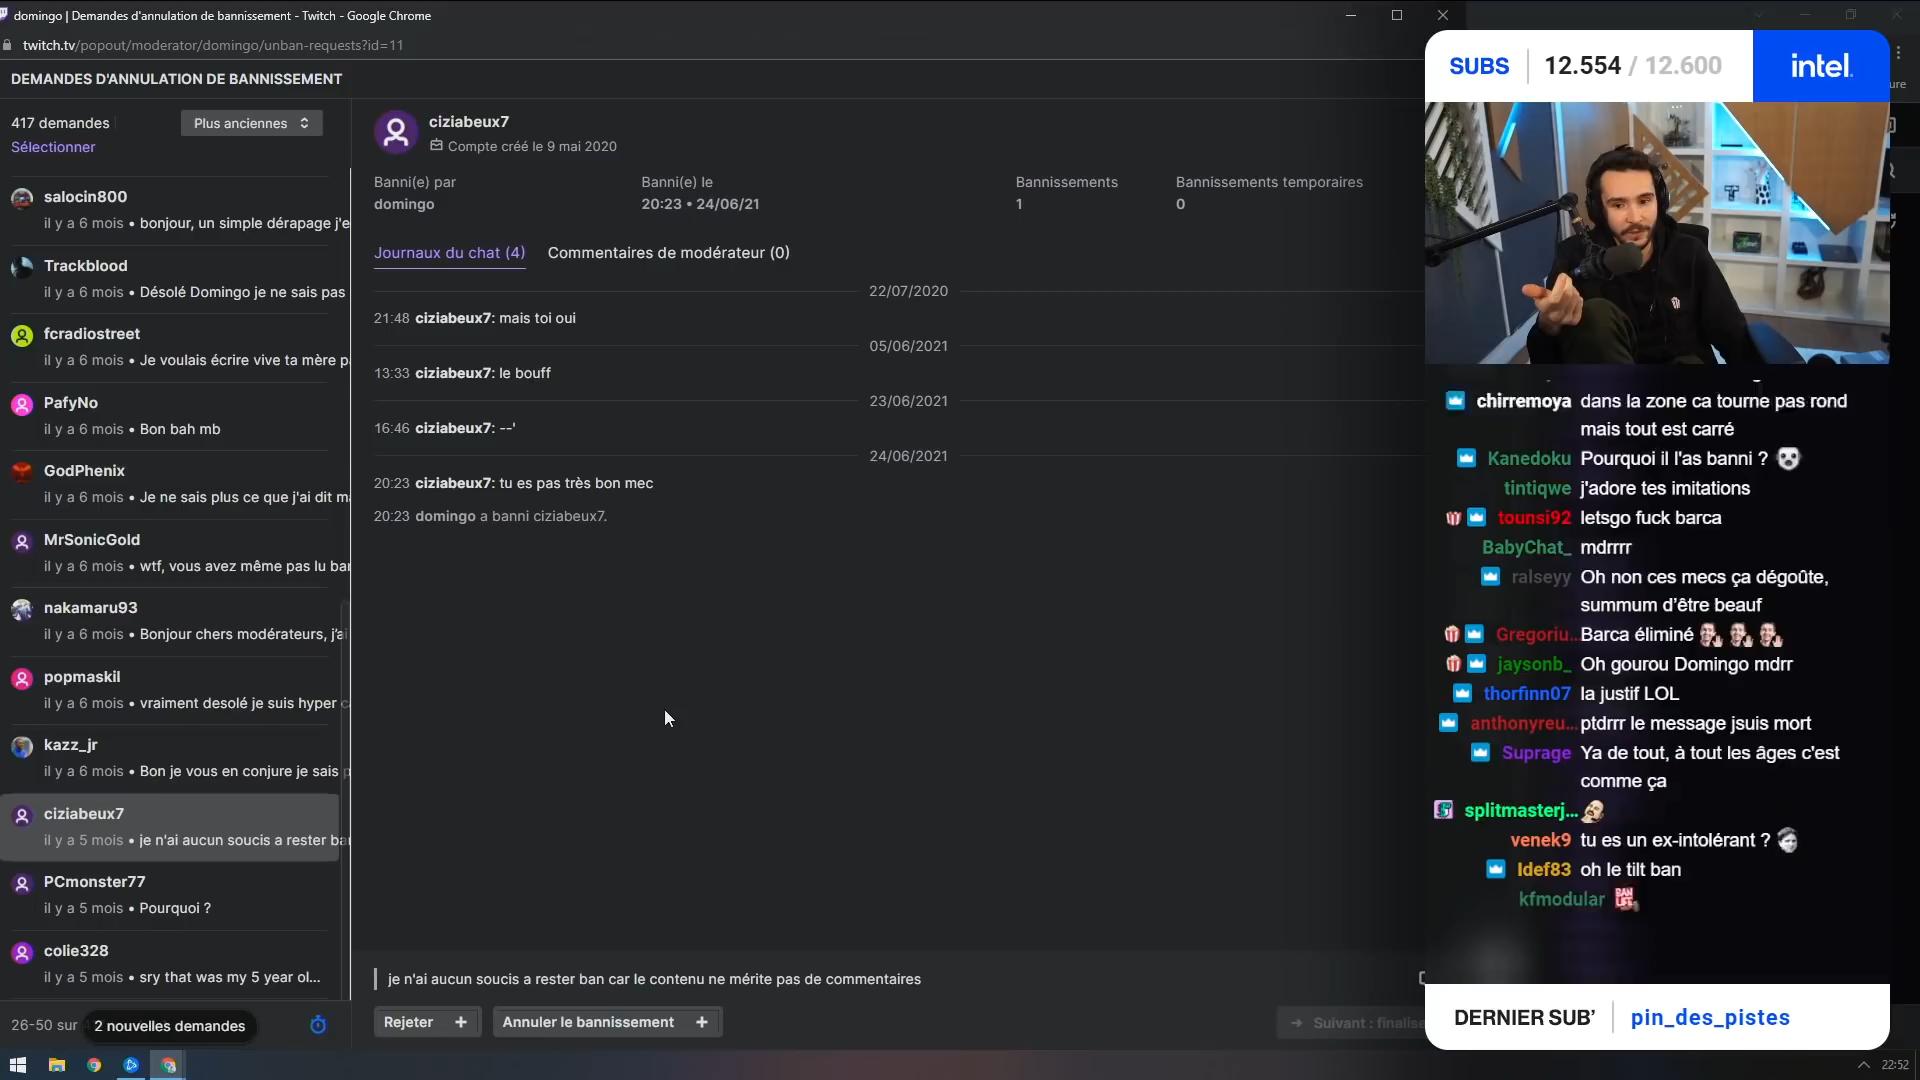 domingo | Demandes d'annulation de bannissement - Twitch - Google Chrome
twitch.tv/popout/moderator/domingo/unban-requests?id=11
DEMANDES D'ANNULATION DE BANNISSEMENT
417 demandes
Plus anciennes
Sélectionner
salocin800
il y a 6 mois • bonjour, un simple dérapage j'e
Trackblood
il y a 6 mois • Désolé Domingo je ne sais pas
fcradiostreet
il y a 6 mois • Je voulais écrire vive ta mère p
PafyNo
il y a 6 mois • Bon bah mb
GodPhenix
il y a 6 mois • Je ne sais plus ce que j'ai dit m
MrSonicGold
il y a 6 mois • wtf, vous avez même pas lu ba
nakamaru93
il y a 6 mois • Bonjour chers modérateurs, j'ai
popmaskil
il y a 6 mois • vraiment desolé je suis hyper c
kazz_jr
il y a 6 mois • Bon je vous en conjure je sais p
ciziabeux7
il y a 5 mois • je n'ai aucun soucis a rester ba
PCmonster77
il y a 5 mois • Pourquoi ?
colie328
il y a 5 mois • sry that was my 5 year ol...
26-50 sur
2 nouvelles demandes
ciziabeux7
Compte créé le 9 mai 2020
Banni(e) par
domingo
Banni(e) le
20:23 • 24/06/21
Bannissements
1
Bannissements temporaires
0
Journaux du chat (4)
Commentaires de modérateur (0)
22/07/2020
21:48 ciziabeux7: mais toi oui
05/06/2021
13:33 ciziabeux7: le bouff
23/06/2021
16:46 ciziabeux7: --'
24/06/2021
20:23 ciziabeux7: tu es pas très bon mec
20:23 domingo a banni ciziabeux7.
je n'ai aucun soucis a rester ban car le contenu ne mérite pas de commentaires
Rejeter +
Annuler le bannissement +
→ Suivant : finalise
SUBS 12.554 / 12.600
intel.
ure
chirremoya dans la zone ca tourne pas rond
mais tout est carré
Kanedoku Pourquoi il l'as banni ?
tintiqwe j'adore tes imitations
tounsi92 letsgo fuck barca
BabyChat_ mdrrrr
ralseyy Oh non ces mecs ça dégoûte,
summum d'être beauf
Gregoriu... Barca éliminé
jaysonb_ Oh gourou Domingo mdrr
thorfinn07 la justif LOL
anthonyreu... ptdrrr le message jsuis mort
Suprage Ya de tout, à tout les âges c'est
comme ça
splitmasterj...
venek9 tu es un ex-intolérant ?
ldef83 oh le tilt ban
kfmodular BAN
DERNIER SUB' pin_des_pistes
22:52